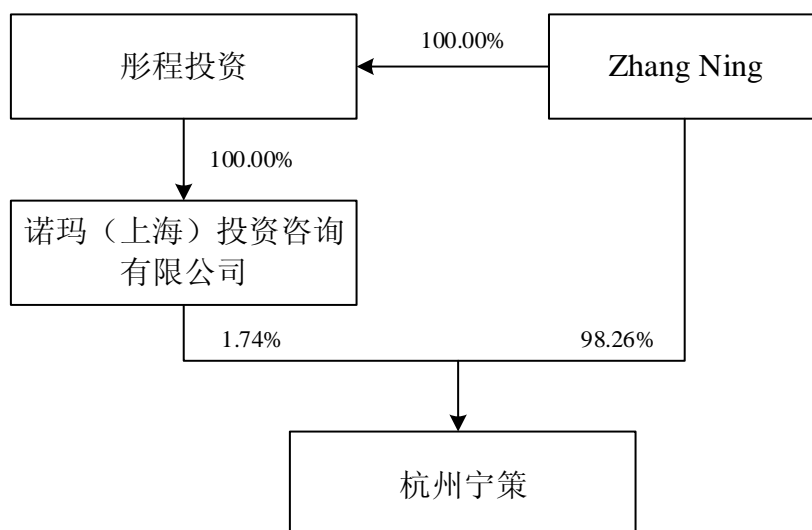 彤程投资
100.00%
Zhang Ning
100.00%
诺玛（上海）投资咨询
有限公司
1.74%
98.26%
杭州宁策